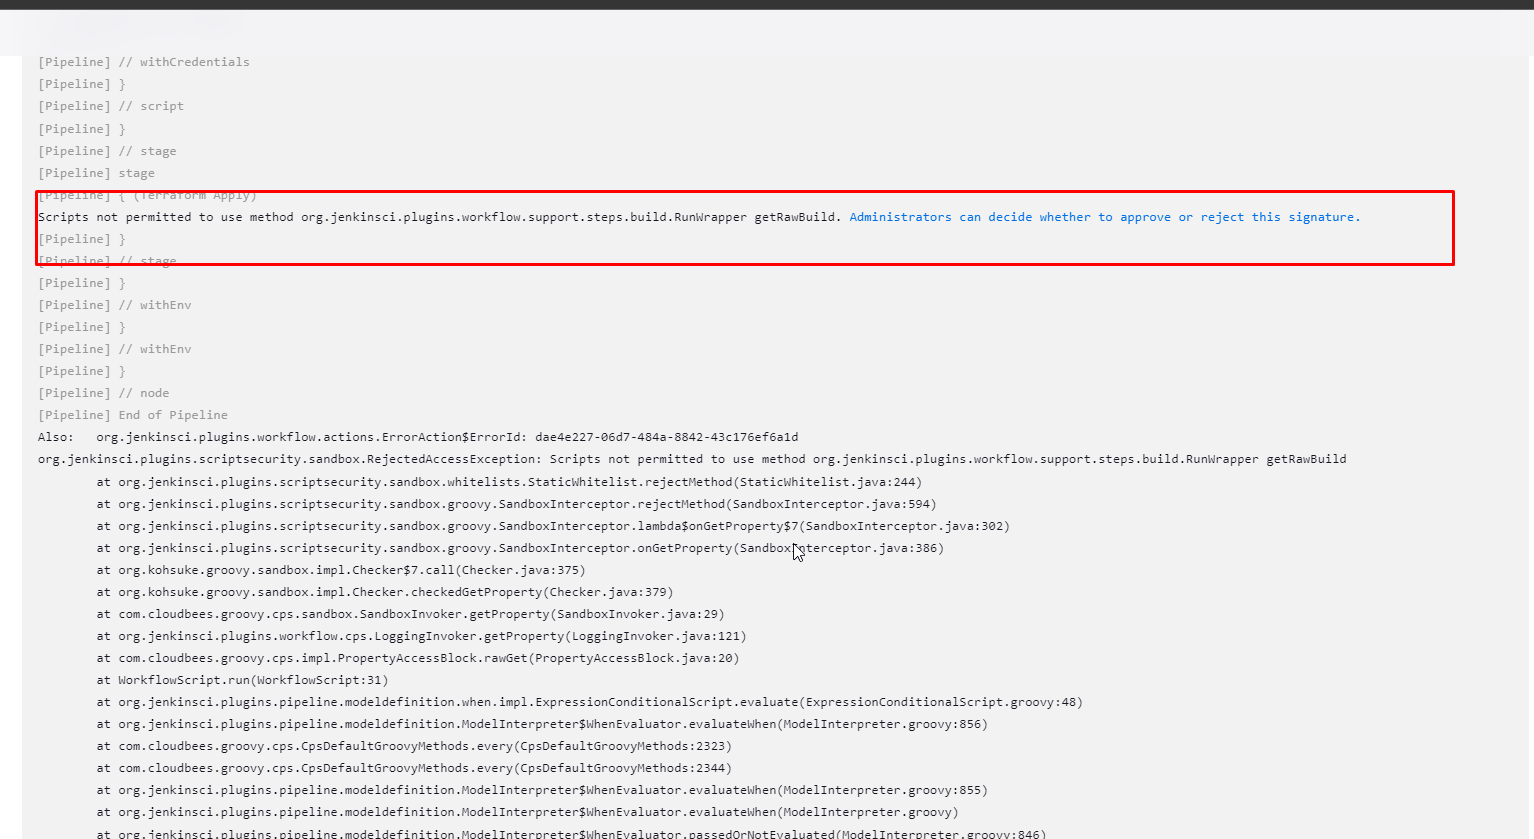 [Pipeline] // withCredentials
[Pipeline] }
[Pipeline] // script
[Pipeline] }
[Pipeline] // stage
[Pipeline] stage
[Pipeline] { (Terraform Apply)
Scripts not permitted to use method org.jenkinsci.plugins.workflow.support.steps.build.RunWrapper getRawBuild. Administrators can decide whether to approve or reject this signature.
[Pipeline] }
[Pipeline] // stage
[Pipeline] }
[Pipeline] // withEnv
[Pipeline] }
[Pipeline] // withEnv
[Pipeline] }
[Pipeline] // node
[Pipeline] End of Pipeline
Also:   org.jenkinsci.plugins.workflow.actions.ErrorAction$ErrorId: dae4e227-06d7-484a-8842-43c176ef6a1d
org.jenkinsci.plugins.scriptsecurity.sandbox.RejectedAccessException: Scripts not permitted to use method org.jenkinsci.plugins.workflow.support.steps.build.RunWrapper getRawBuild
at org.jenkinsci.plugins.scriptsecurity.sandbox.whitelists.StaticWhitelist.rejectMethod(StaticWhitelist.java:244)
at org.jenkinsci.plugins.scriptsecurity.sandbox.groovy.SandboxInterceptor.rejectMethod(SandboxInterceptor.java:594)
at org.jenkinsci.plugins.scriptsecurity.sandbox.groovy.SandboxInterceptor.lambda$onGetProperty$7(SandboxInterceptor.java:302)
at org.jenkinsci.plugins.scriptsecurity.sandbox.groovy.SandboxInterceptor.onGetProperty(SandboxInterceptor.java:386)
at org.kohsuke.groovy.sandbox.impl.Checker$7.call(Checker.java:375)
at org.kohsuke.groovy.sandbox.impl.Checker.checkedGetProperty(Checker.java:379)
at com.cloudbees.groovy.cps.sandbox.SandboxInvoker.getProperty(SandboxInvoker.java:29)
at org.jenkinsci.plugins.workflow.cps.LoggingInvoker.getProperty(LoggingInvoker.java:121)
at com.cloudbees.groovy.cps.impl.PropertyAccessBlock.rawGet(PropertyAccessBlock.java:20)
at WorkflowScript.run(WorkflowScript:31)
at org.jenkinsci.plugins.pipeline.modeldefinition.when.impl.ExpressionConditionalScript.evaluate(ExpressionConditionalScript.groovy:48)
at org.jenkinsci.plugins.pipeline.modeldefinition.ModelInterpreter$WhenEvaluator.evaluateWhen(ModelInterpreter.groovy:856)
at com.cloudbees.groovy.cps.CpsDefaultGroovyMethods.every(CpsDefaultGroovyMethods:2323)
at com.cloudbees.groovy.cps.CpsDefaultGroovyMethods.every(CpsDefaultGroovyMethods:2344)
at org.jenkinsci.plugins.pipeline.modeldefinition.ModelInterpreter$WhenEvaluator.evaluateWhen(ModelInterpreter.groovy:855)
at org.jenkinsci.plugins.pipeline.modeldefinition.ModelInterpreter$WhenEvaluator.evaluateWhen(ModelInterpreter.groovy)
at org.jenkinsci.plugins.pipeline.modeldefinition.ModelInterpreter$WhenEvaluator.passedOrNotEvaluated(ModelInterpreter.groovy:846)